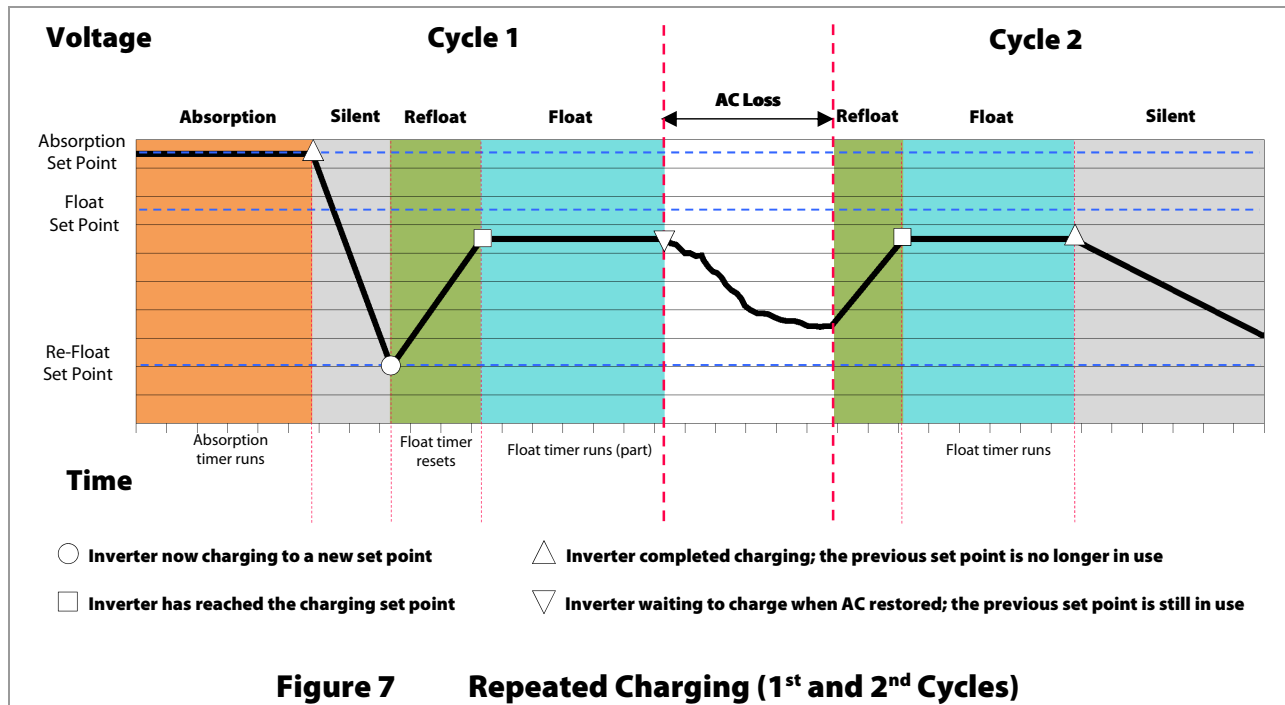 Voltage
Cycle 1
Cycle 2
AC Loss
Absorption
Silent
Refloat
Float
Refloat
Float
Silent
Absorption
Set Point
Float
Set Point
Re-Float
Set Point
Absorption
timer runs
Float timer
resets
Float timer runs (part)
Float timer runs
Time
Inverter now charging to a new set point
Inverter completed charging; the previous set point is no longer in use
Inverter has reached the charging set point
Inverter waiting to charge when AC restored; the previous set point is still in use
Figure 7 Repeated Charging (1st and 2nd Cycles)